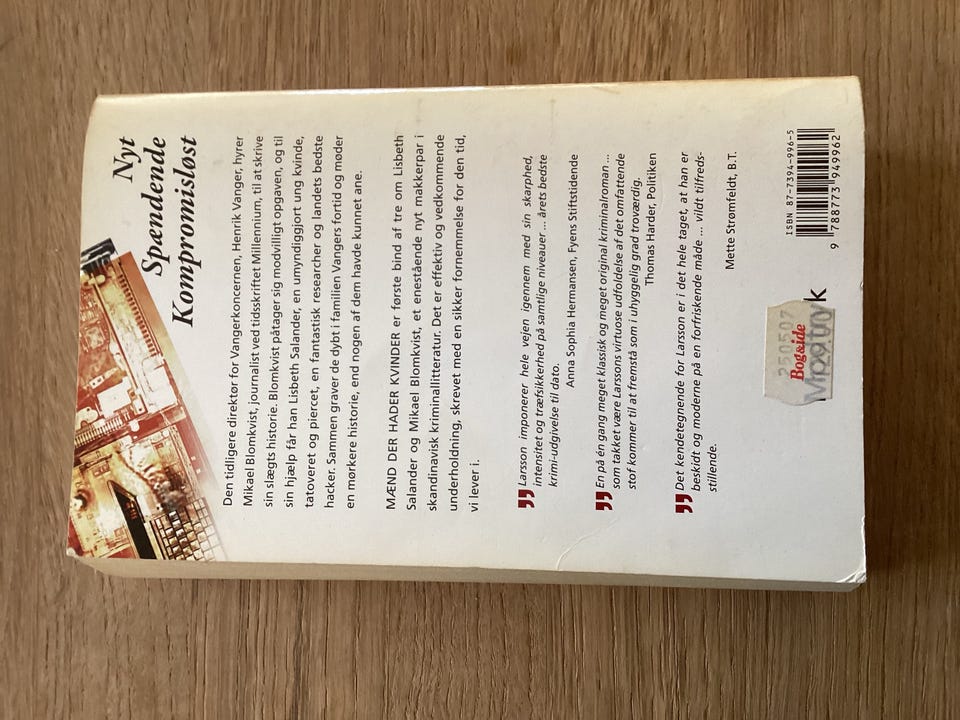 Nyt
Spændende
Kompromisløst
Den tidligere direktør for Vangerkoncernen, Henrik Vanger, hyrer
Mikael Blomkvist, journalist ved tidsskriftet Millennium, til at skrive
sin slægts historie. Blomkvist påtager sig modvilligt opgaven, og til
sin hjælp får han Lisbeth Salander, en umyndiggjort ung kvinde,
tatoveret og piercet, en fantastisk researcher og landets bedste
hacker. Sammen graver de dybt i familien Vangers fortid og møder
en mørkere historie, end nogen af dem havde kunnet ane.
MÆND DER HADER KVINDER er første bind af tre om Lisbeth
Salander og Mikael Blomkvist, et enestående nyt makkerpar i
skandinavisk kriminallitteratur. Det er effektiv og vedkommende
underholdning, skrevet med en sikker fornemmelse for den tid,
vi lever i.
" Larsson imponerer hele vejen igennem med sin skarphed,
intensitet og træfsikkerhed på samtlige niveauer ... årets bedste
krimi-udgivelse til dato.
Anna Sophia Hermansen, Fyens Stiftstidende
" En på én gang meget klassisk og meget original kriminalroman ...
som takket være Larssons virtuose udfoldelse af det omfattende
stof kommer til at fremstå som i uhyggelig grad troværdig.
Thomas Harder, Politiken
" Det kendetegnende for Larsson er i det hele taget, at han er
beskidt og moderne på en forfriskende måde ... vildt tilfreds-
stillende.
Mette Strømfeldt, B.T.
ISBN 87-7394-996-5
9 788773 949962
250507
Bog&ide